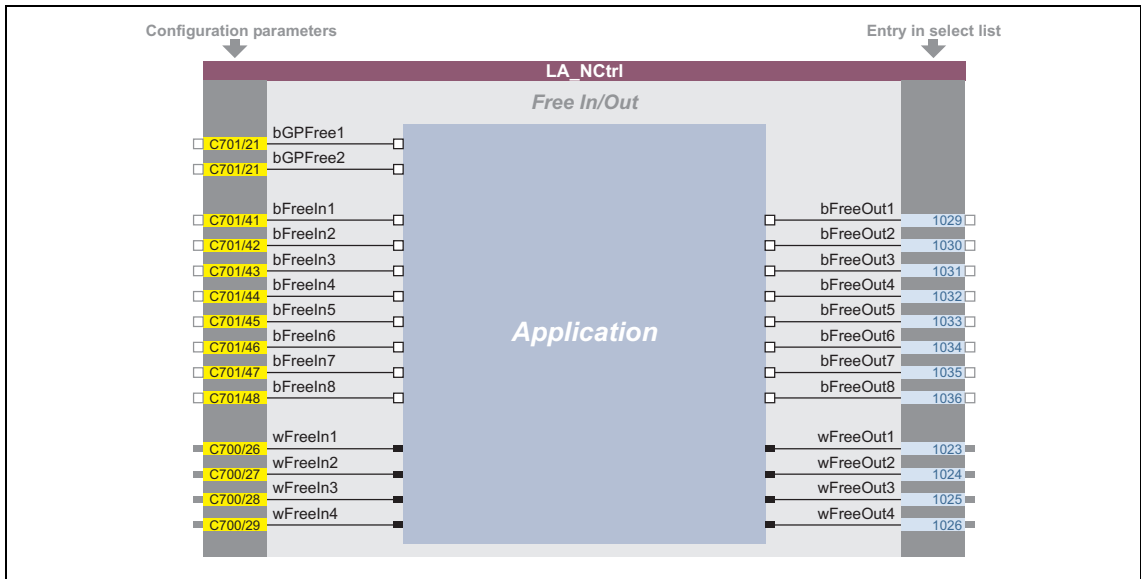 Configuration parameters Entry in select list
LA_NCtrl
Free In/Out
bGPFree1
C701/21
bGPFree2
C701/21
bFreeIn1 bFreeOut1
C701/41 1029
bFreeIn2 bFreeOut2
C701/42 1030
bFreeIn3 bFreeOut3
C701/43 1031
bFreeIn4 bFreeOut4
C701/44 1032
bFreeIn5 bFreeOut5
C701/45 1033
Application
bFreeIn6 bFreeOut6
C701/46 1034
bFreeIn7 bFreeOut7
C701/47 1035
bFreeIn8 bFreeOut8
C701/48 1036
wFreeIn1 wFreeOut1
C700/26 1023
wFreeIn2 wFreeOut2
C700/27 1024
wFreeIn3 wFreeOut3
C700/28 1025
wFreeIn4 wFreeOut4
C700/29 1026